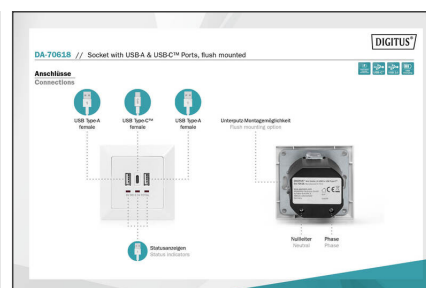 DIGITUS®
DA-70618 // Socket with USB-A & USB-C™ Ports, flush mounted
Anschlüsse
Connections
USB Type-A
female
USB Type-C™
female
USB Type-A
female
Unterputz-Montagemöglichkeit
Flush mounting option
Statusanzeigen
Status indicators
Nullleiter
Neutral
Phase
Phase